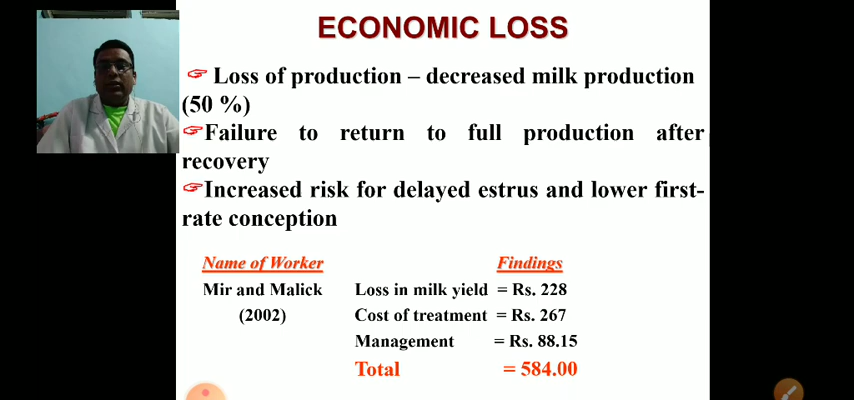 ECONOMIC LOSS
Loss of production – decreased milk production
(50 %)
Failure to return to full production after
recovery
Increased risk for delayed estrus and lower first-
rate conception
Name of Worker Findings
Mir and Malick Loss in milk yield = Rs. 228
(2002) Cost of treatment = Rs. 267
Management = Rs. 88.15
Total = 584.00